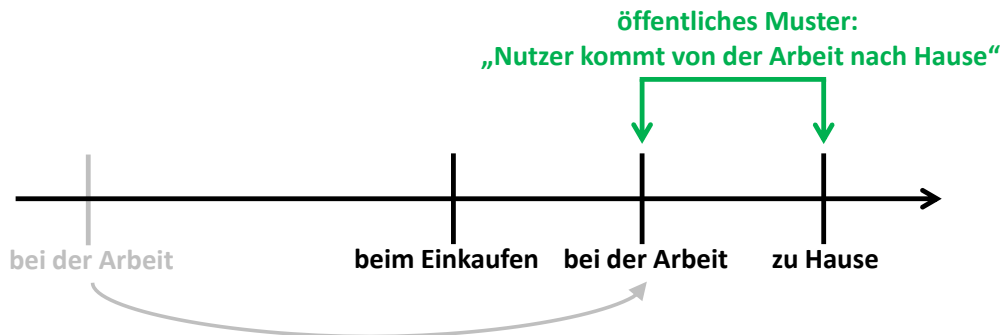 öffentliches Muster:
„Nutzer kommt von der Arbeit nach Hause“
bei der Arbeit
beim Einkaufen
bei der Arbeit
zu Hause